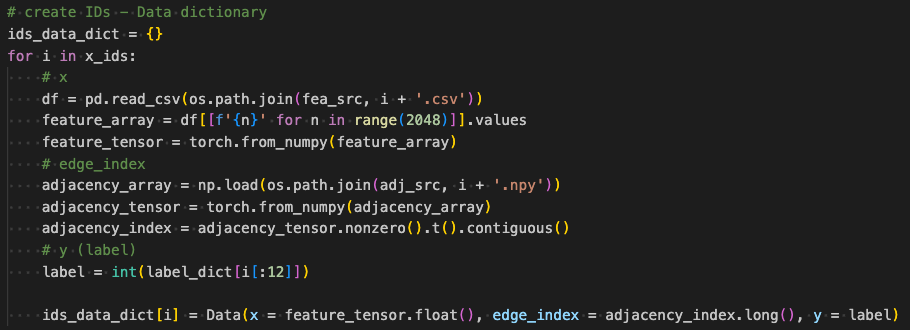 # create IDs - Data dictionary
ids_data_dict = {}
for i in x_ids:
    # x
    df = pd.read_csv(os.path.join(fea_src, i + '.csv'))
    feature_array = df[[f'{n}' for n in range(2048)]].values
    feature_tensor = torch.from_numpy(feature_array)
    # edge_index
    adjacency_array = np.load(os.path.join(adj_src, i + '.npy'))
    adjacency_tensor = torch.from_numpy(adjacency_array)
    adjacency_index = adjacency_tensor.nonzero().t().contiguous()
    # y (label)
    label = int(label_dict[i[:12]])

    ids_data_dict[i] = Data(x = feature_tensor.float(), edge_index = adjacency_index.long(), y = label)